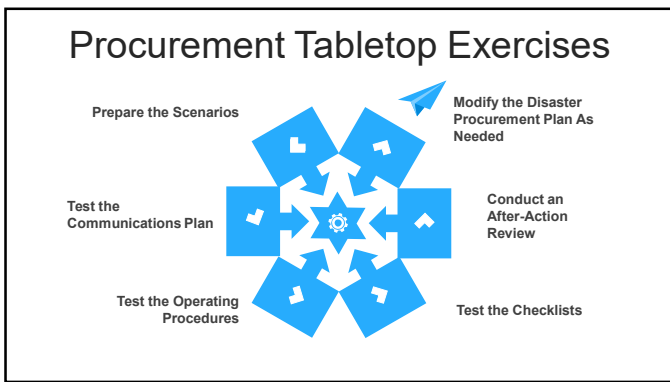 Procurement Tabletop Exercises
Prepare the Scenarios
Modify the Disaster
Procurement Plan As
Needed
Test the
Communications Plan
Conduct an
After-Action
Review
Test the Operating
Procedures
Test the Checklists